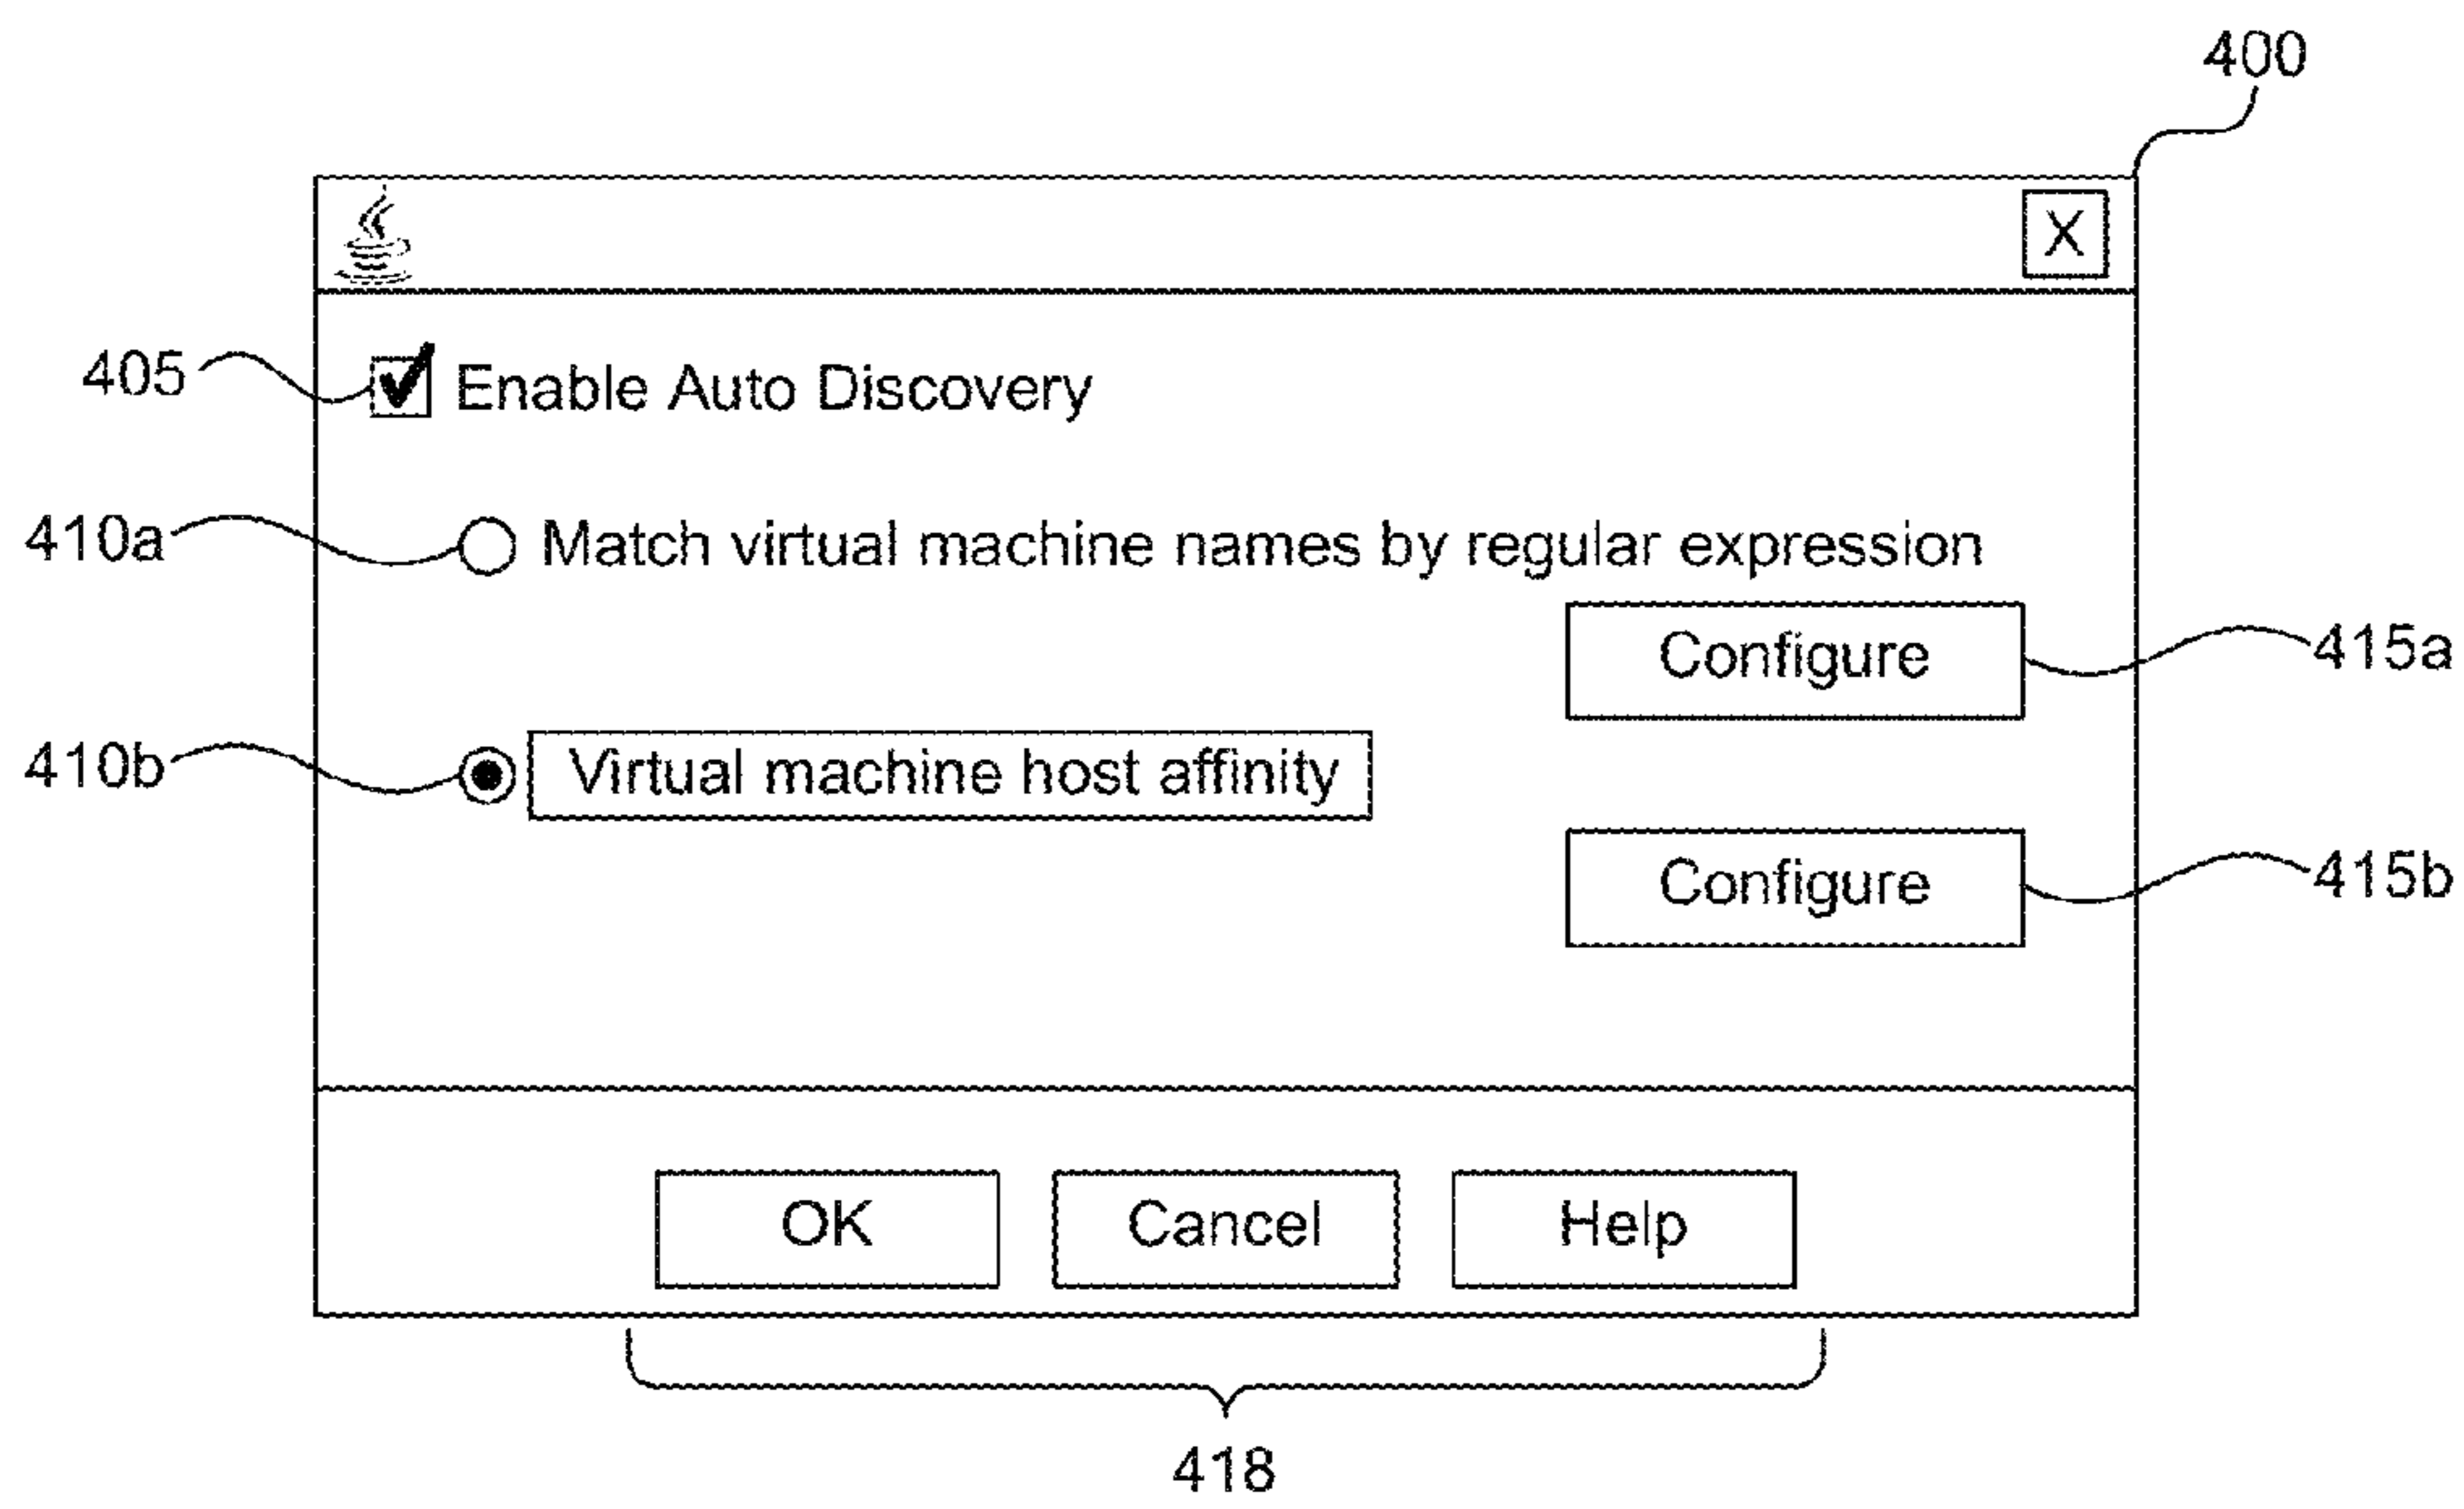 400
X
405 Enable Auto Discovery
410a Match virtual machine names by regular expression
Configure 415a
410b Virtual machine host affinity
Configure 415b
OK Cancel Help
418